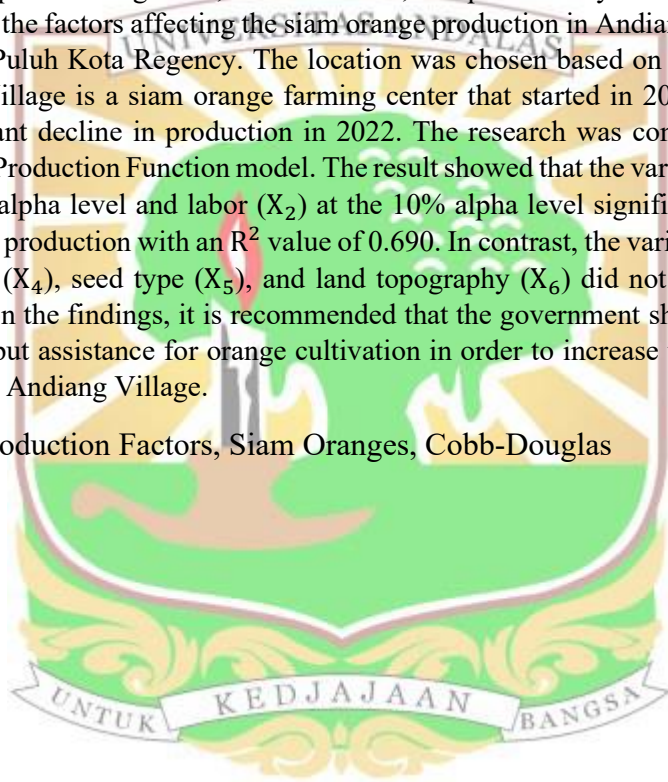 UNIVERSITAS ANDALAS
the factors affecting the siam orange production in Andia
Puluh Kota Regency. The location was chosen based on
illage is a siam orange farming center that started in 20
ant decline in production in 2022. The research was con
Production Function model. The result showed that the var
alpha level and labor (X₂) at the 10% alpha level signifi
production with an R² value of 0.690. In contrast, the vari
(X₄), seed type (X₅), and land topography (X₆) did not
n the findings, it is recommended that the government sh
put assistance for orange cultivation in order to increase
Andiang Village.
oduction Factors, Siam Oranges, Cobb-Douglas
UNTUK KEDJAJAAN BANGSA